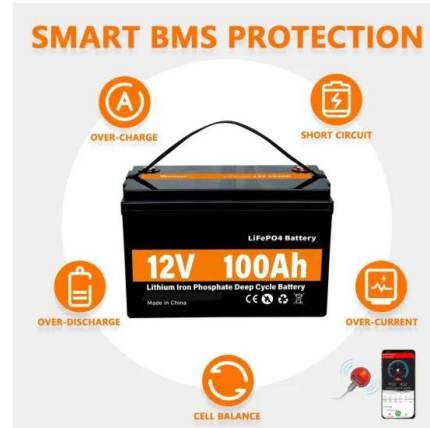 SMART BMS PROTECTION
OVER-CHARGE
SHORT CIRCUIT
LiFePO4 Battery
12V 100Ah
Lithium Iron Phosphate Deep Cycle Battery
Made in China
CE
OVER-DISCHARGE
OVER-CURRENT
CELL BALANCE